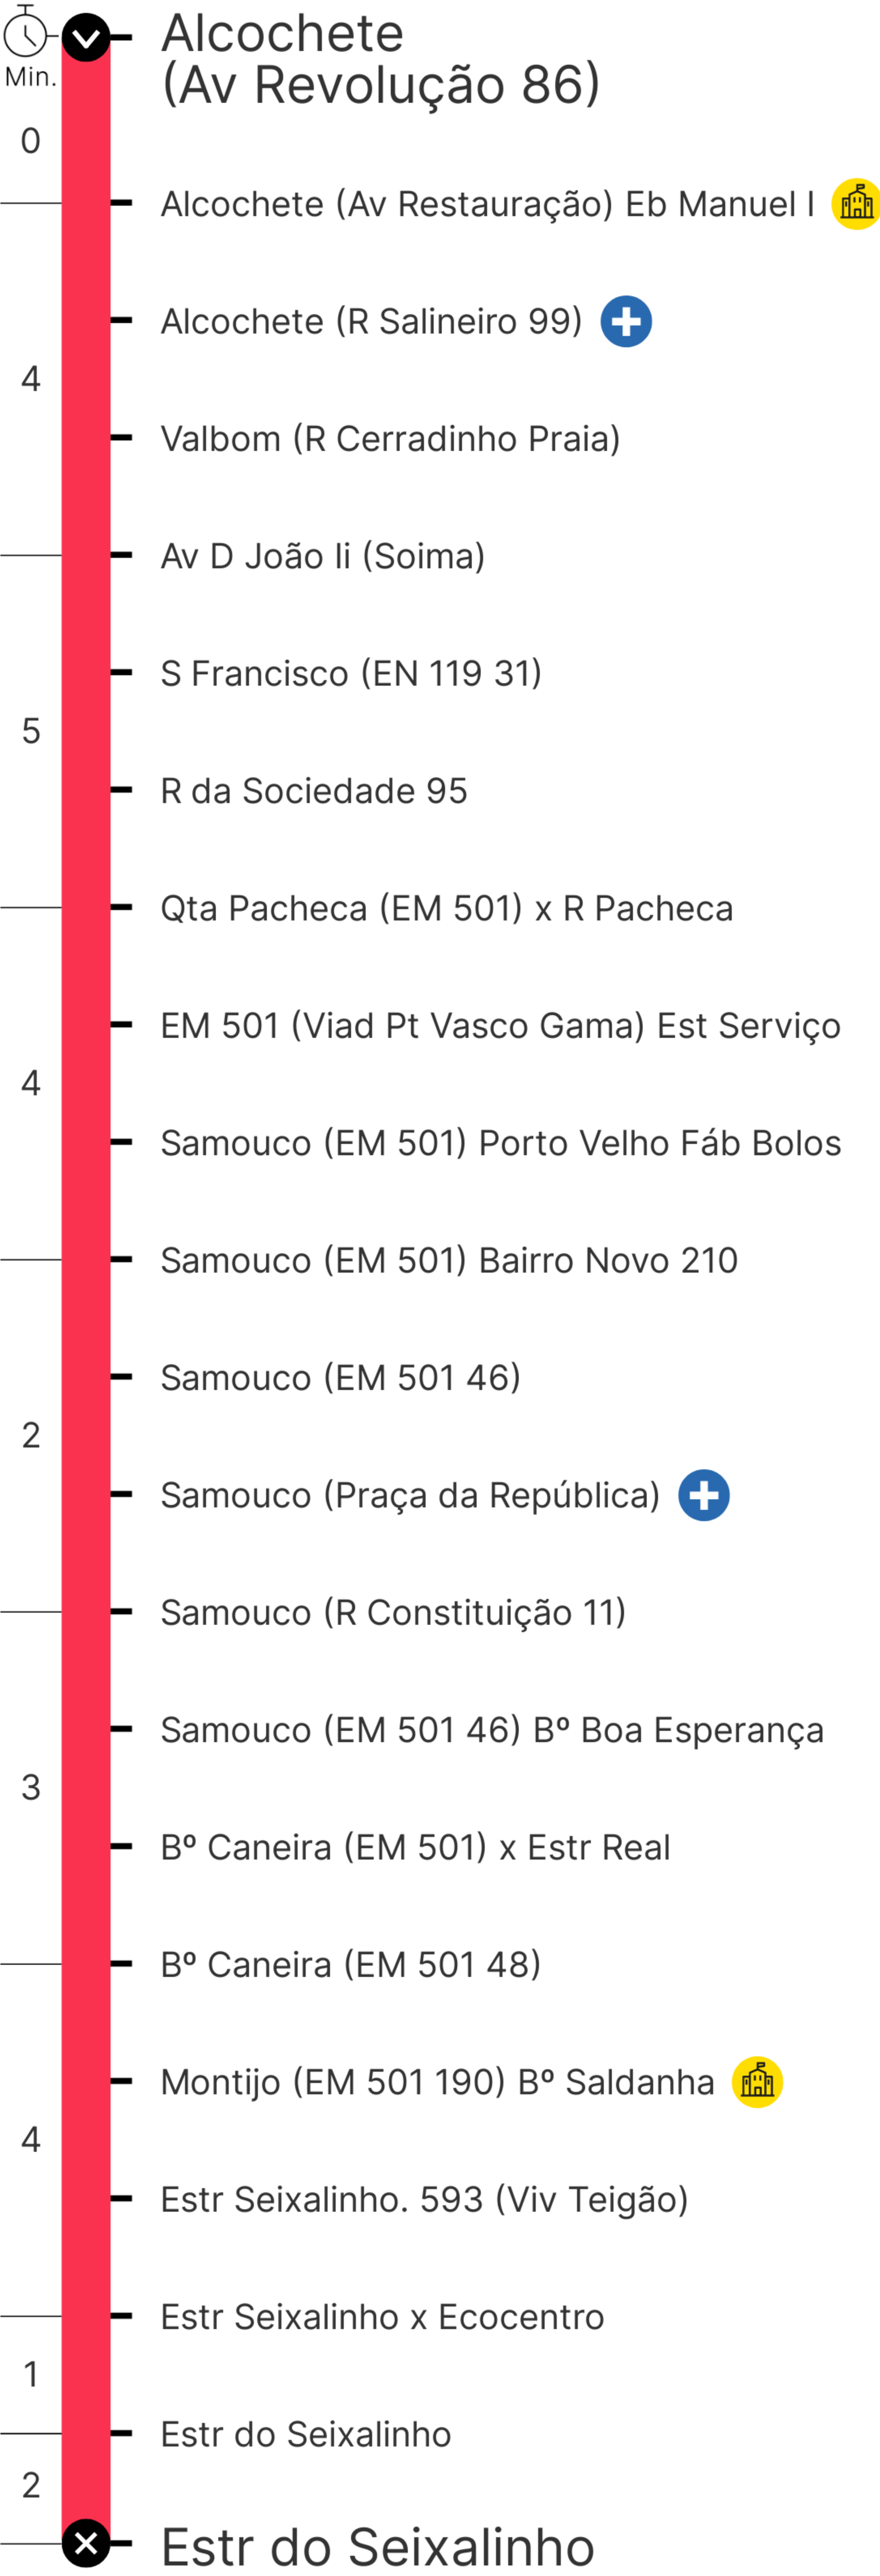 Min.
Alcochete
(Av Revolução 86)
0
Alcochete (Av Restauração) Eb Manuel I
Alcochete (R Salineiro 99)
4
Valbom (R Cerradinho Praia)
Av D João Ii (Soima)
S Francisco (EN 119 31)
5
R da Sociedade 95
Qta Pacheca (EM 501) x R Pacheca
EM 501 (Viad Pt Vasco Gama) Est Serviço
4
Samouco (EM 501) Porto Velho Fáb Bolos
Samouco (EM 501) Bairro Novo 210
Samouco (EM 501 46)
2
Samouco (Praça da República)
Samouco (R Constituição 11)
Samouco (EM 501 46) Bº Boa Esperança
3
Bº Caneira (EM 501) x Estr Real
Bº Caneira (EM 501 48)
Montijo (EM 501 190) Bº Saldanha
4
Estr Seixalinho. 593 (Viv Teigão)
Estr Seixalinho x Ecocentro
1
Estr do Seixalinho
2
Estr do Seixalinho